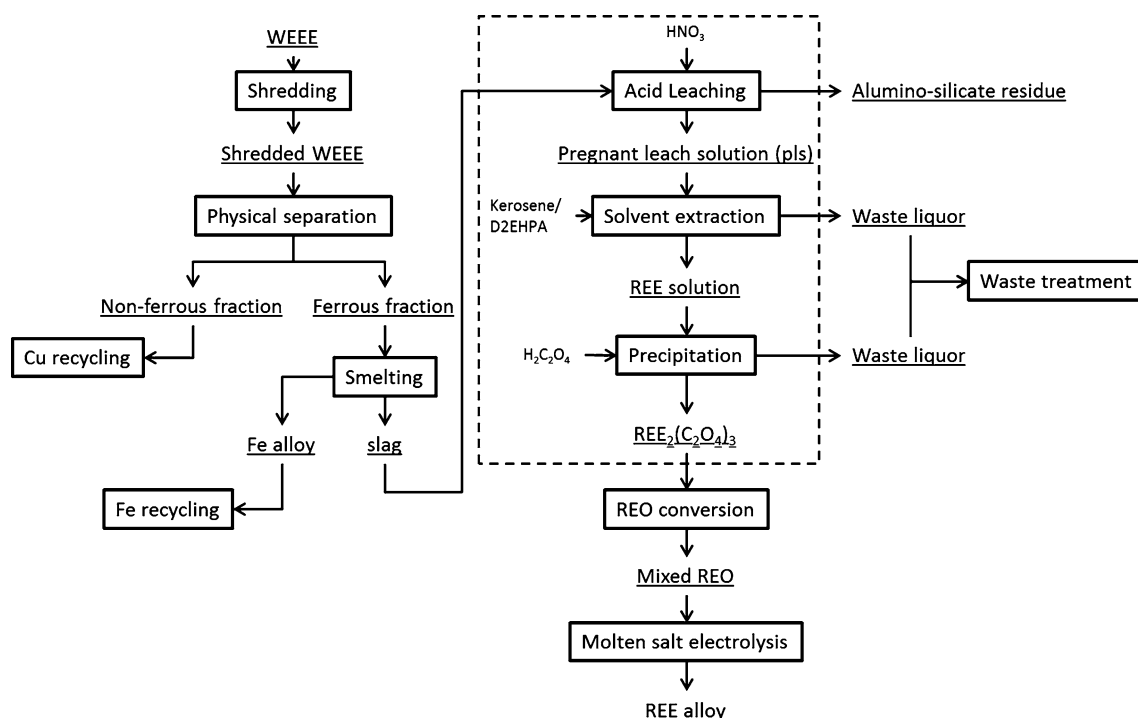 WEEE
Shredding
Shredded WEEE
Physical separation
Non-ferrous fraction
Ferrous fraction
Cu recycling
Smelting
Fe alloy
slag
Fe recycling
HNO₃
Acid Leaching
Alumino-silicate residue
Pregnant leach solution (pls)
Kerosene/
D2EHPA
Solvent extraction
Waste liquor
REE solution
Waste treatment
H₂C₂O₄
Precipitation
Waste liquor
REE₂(C₂O₄)₃
REO conversion
Mixed REO
Molten salt electrolysis
REE alloy